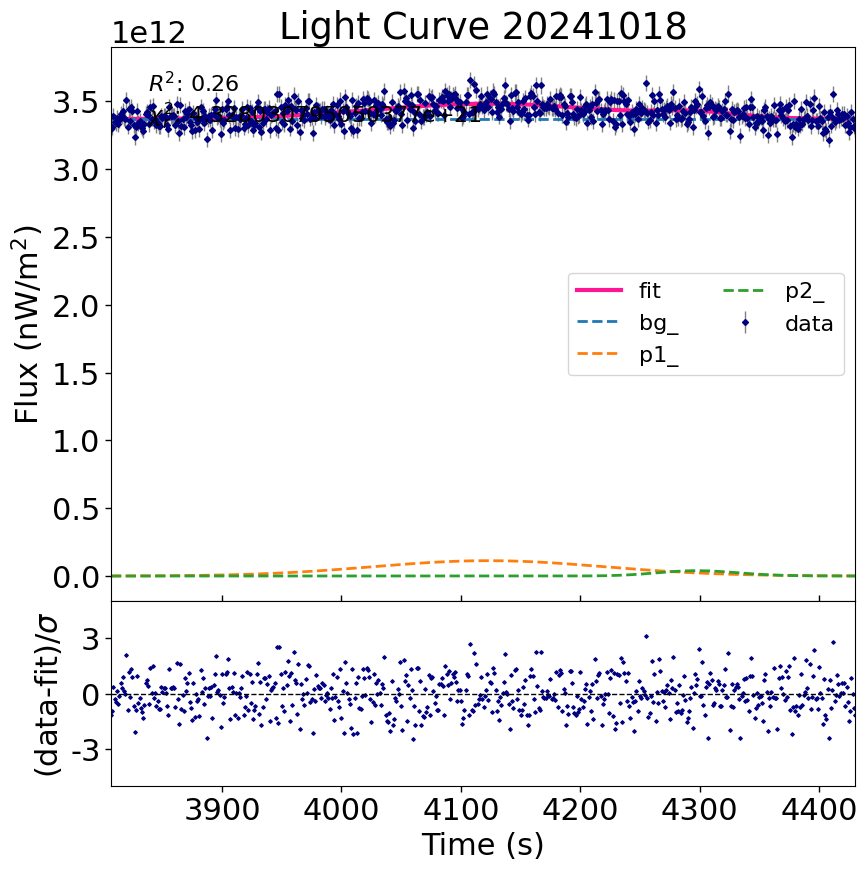 Light Curve 20241018
1e12
R²: 0.26
3.5
3.0
2.5
2.0
1.5
1.0
0.5
0.0
Flux (nW/m²)
fit
bg_
p1_
p2_
data
3
0
-3
(data-fit)/σ
3900
4000
4100
4200
4300
4400
Time (s)